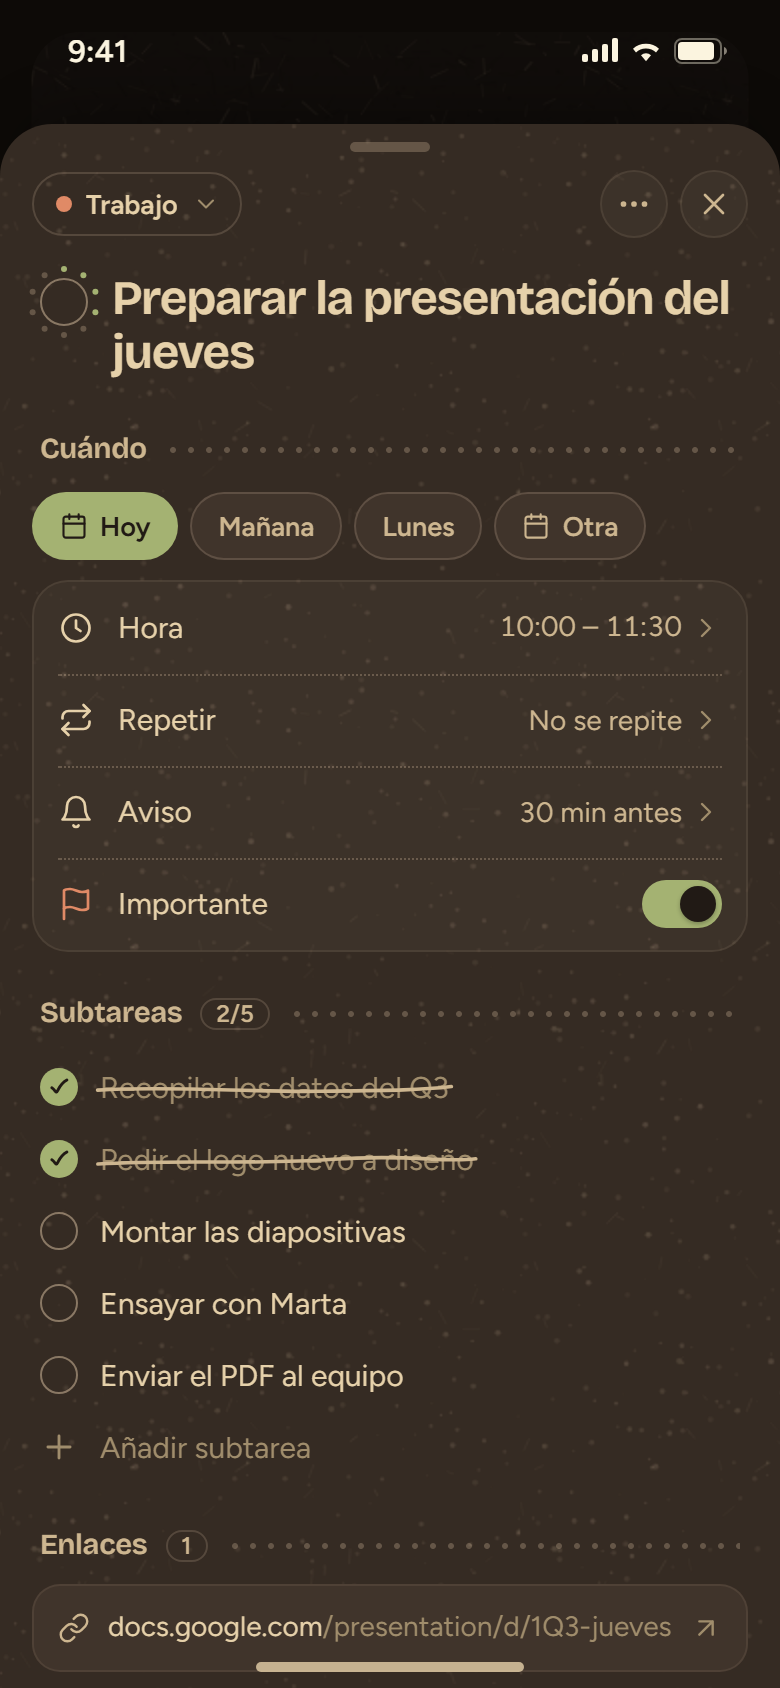 9:41
Trabajo
Preparar la presentación del
jueves
Cuándo
Hoy Mañana Lunes Otra
Hora 10:00 – 11:30
Repetir No se repite
Aviso 30 min antes
Importante
Subtareas 2/5
Recopilar los datos del Q3
Pedir el logo nuevo a diseño
Montar las diapositivas
Ensayar con Marta
Enviar el PDF al equipo
Añadir subtarea
Enlaces 1
docs.google.com/presentation/d/1Q3-jueves